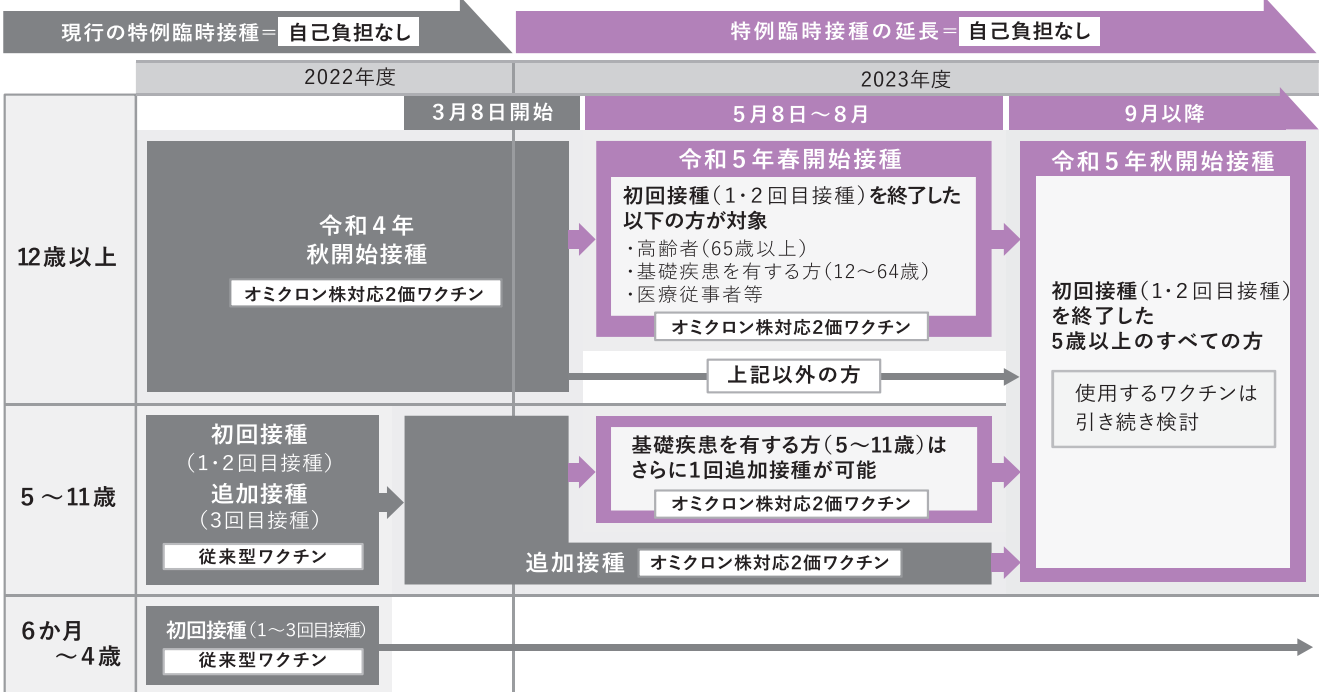 現行の特例臨時接種＝自己負担なし
特例臨時接種の延長＝自己負担なし
2022年度
2023年度
3月8日開始
5月8日～8月
9月以降
12歳以上
令和4年
秋開始接種
オミクロン株対応2価ワクチン
令和5年春開始接種
初回接種（1・2回目接種）を終了した
以下の方が対象
・高齢者（65歳以上）
・基礎疾患を有する方（12～64歳）
・医療従事者等
オミクロン株対応2価ワクチン
上記以外の方
令和5年秋開始接種
初回接種（1・2回目接種）
を終了した
5歳以上のすべての方
使用するワクチンは
引き続き検討
5～11歳
初回接種
（1・2回目接種）
追加接種
（3回目接種）
従来型ワクチン
基礎疾患を有する方（5～11歳）は
さらに1回追加接種が可能
オミクロン株対応2価ワクチン
追加接種 オミクロン株対応2価ワクチン
6か月
～4歳
初回接種（1～3回目接種）
従来型ワクチン